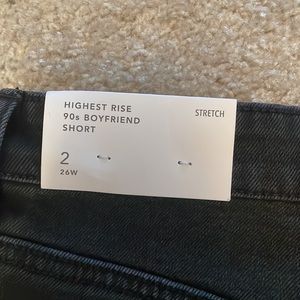 HIGHEST RISE
90s BOYFRIEND
SHORT
STRETCH
2
26W